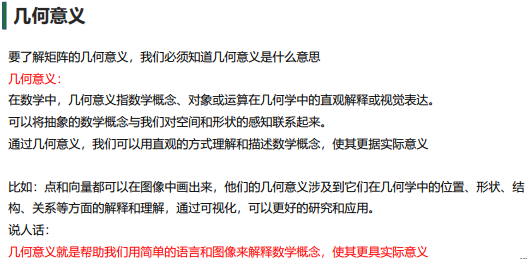 几何意义
要了解矩阵的几何意义，我们必须知道几何意义是什么意思
几何意义：
在数学中，几何意义指数学概念、对象或运算在几何学中的直观解释或视觉表达。
可以将抽象的数学概念与我们对空间和形状的感知联系起来。
通过几何意义，我们可以用直观的方式理解和描述数学概念，使其更据实际意义
比如：点和向量都可以在图像中画出来，他们的几何意义涉及到它们在几何学中的位置、形状、结
构、关系等方面的解释和理解，通过可视化，可以更好的研究和应用。
说人话：
几何意义就是帮助我们用简单的语言和图像来解释数学概念，使其更具实际意义